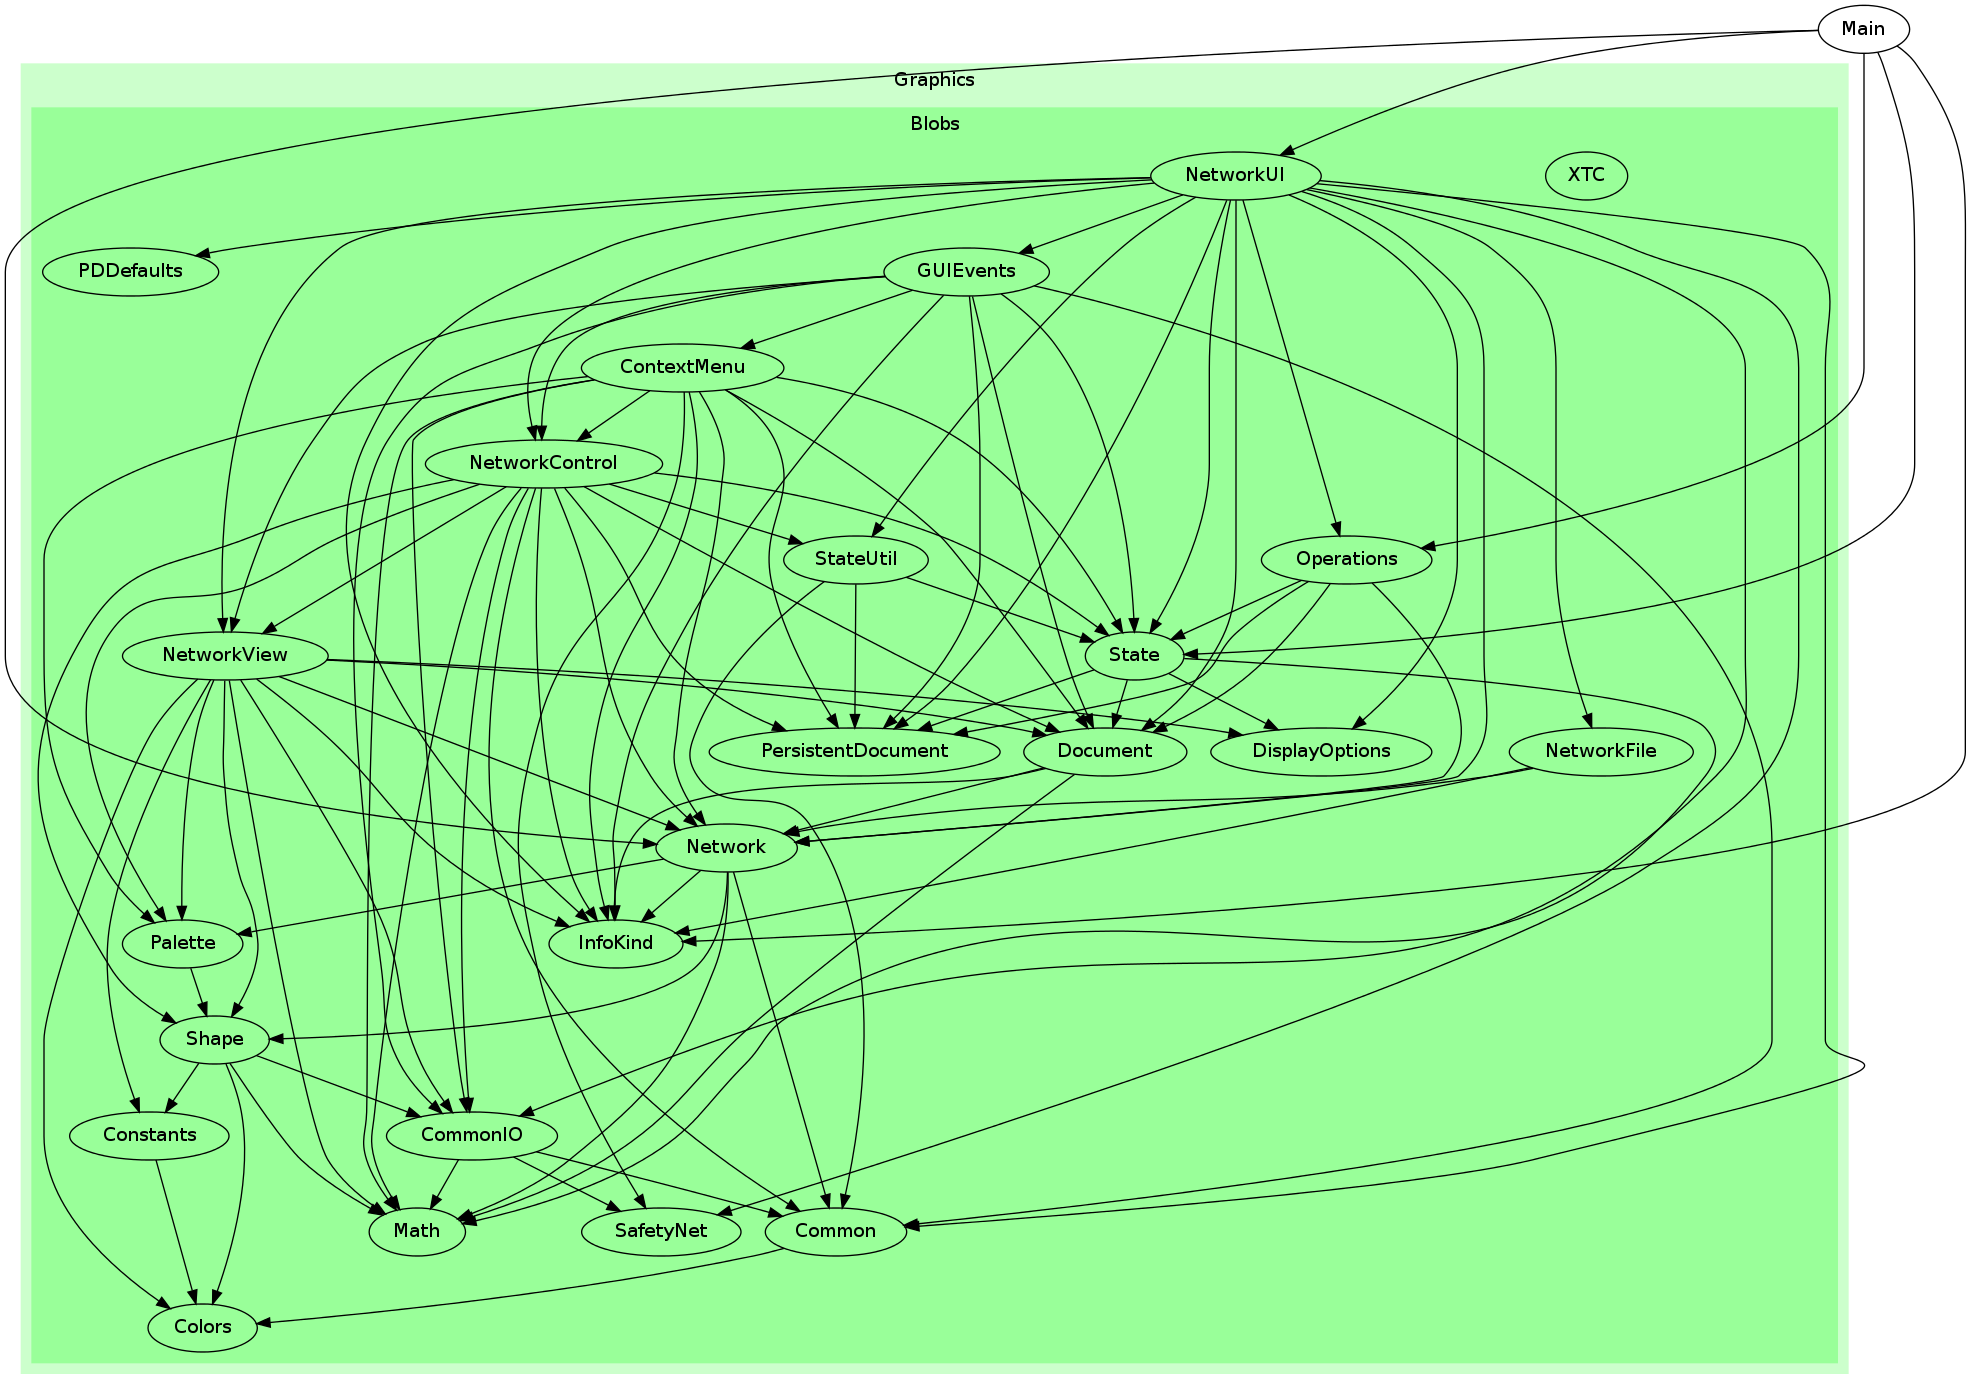 Main
Graphics
Blobs
NetworkUI
XTC
PDDefaults
GUIEvents
ContextMenu
NetworkControl
StateUtil
Operations
NetworkView
State
PersistentDocument
Document
DisplayOptions
NetworkFile
Network
Palette
InfoKind
Shape
Constants
CommonIO
Math
SafetyNet
Common
Colors